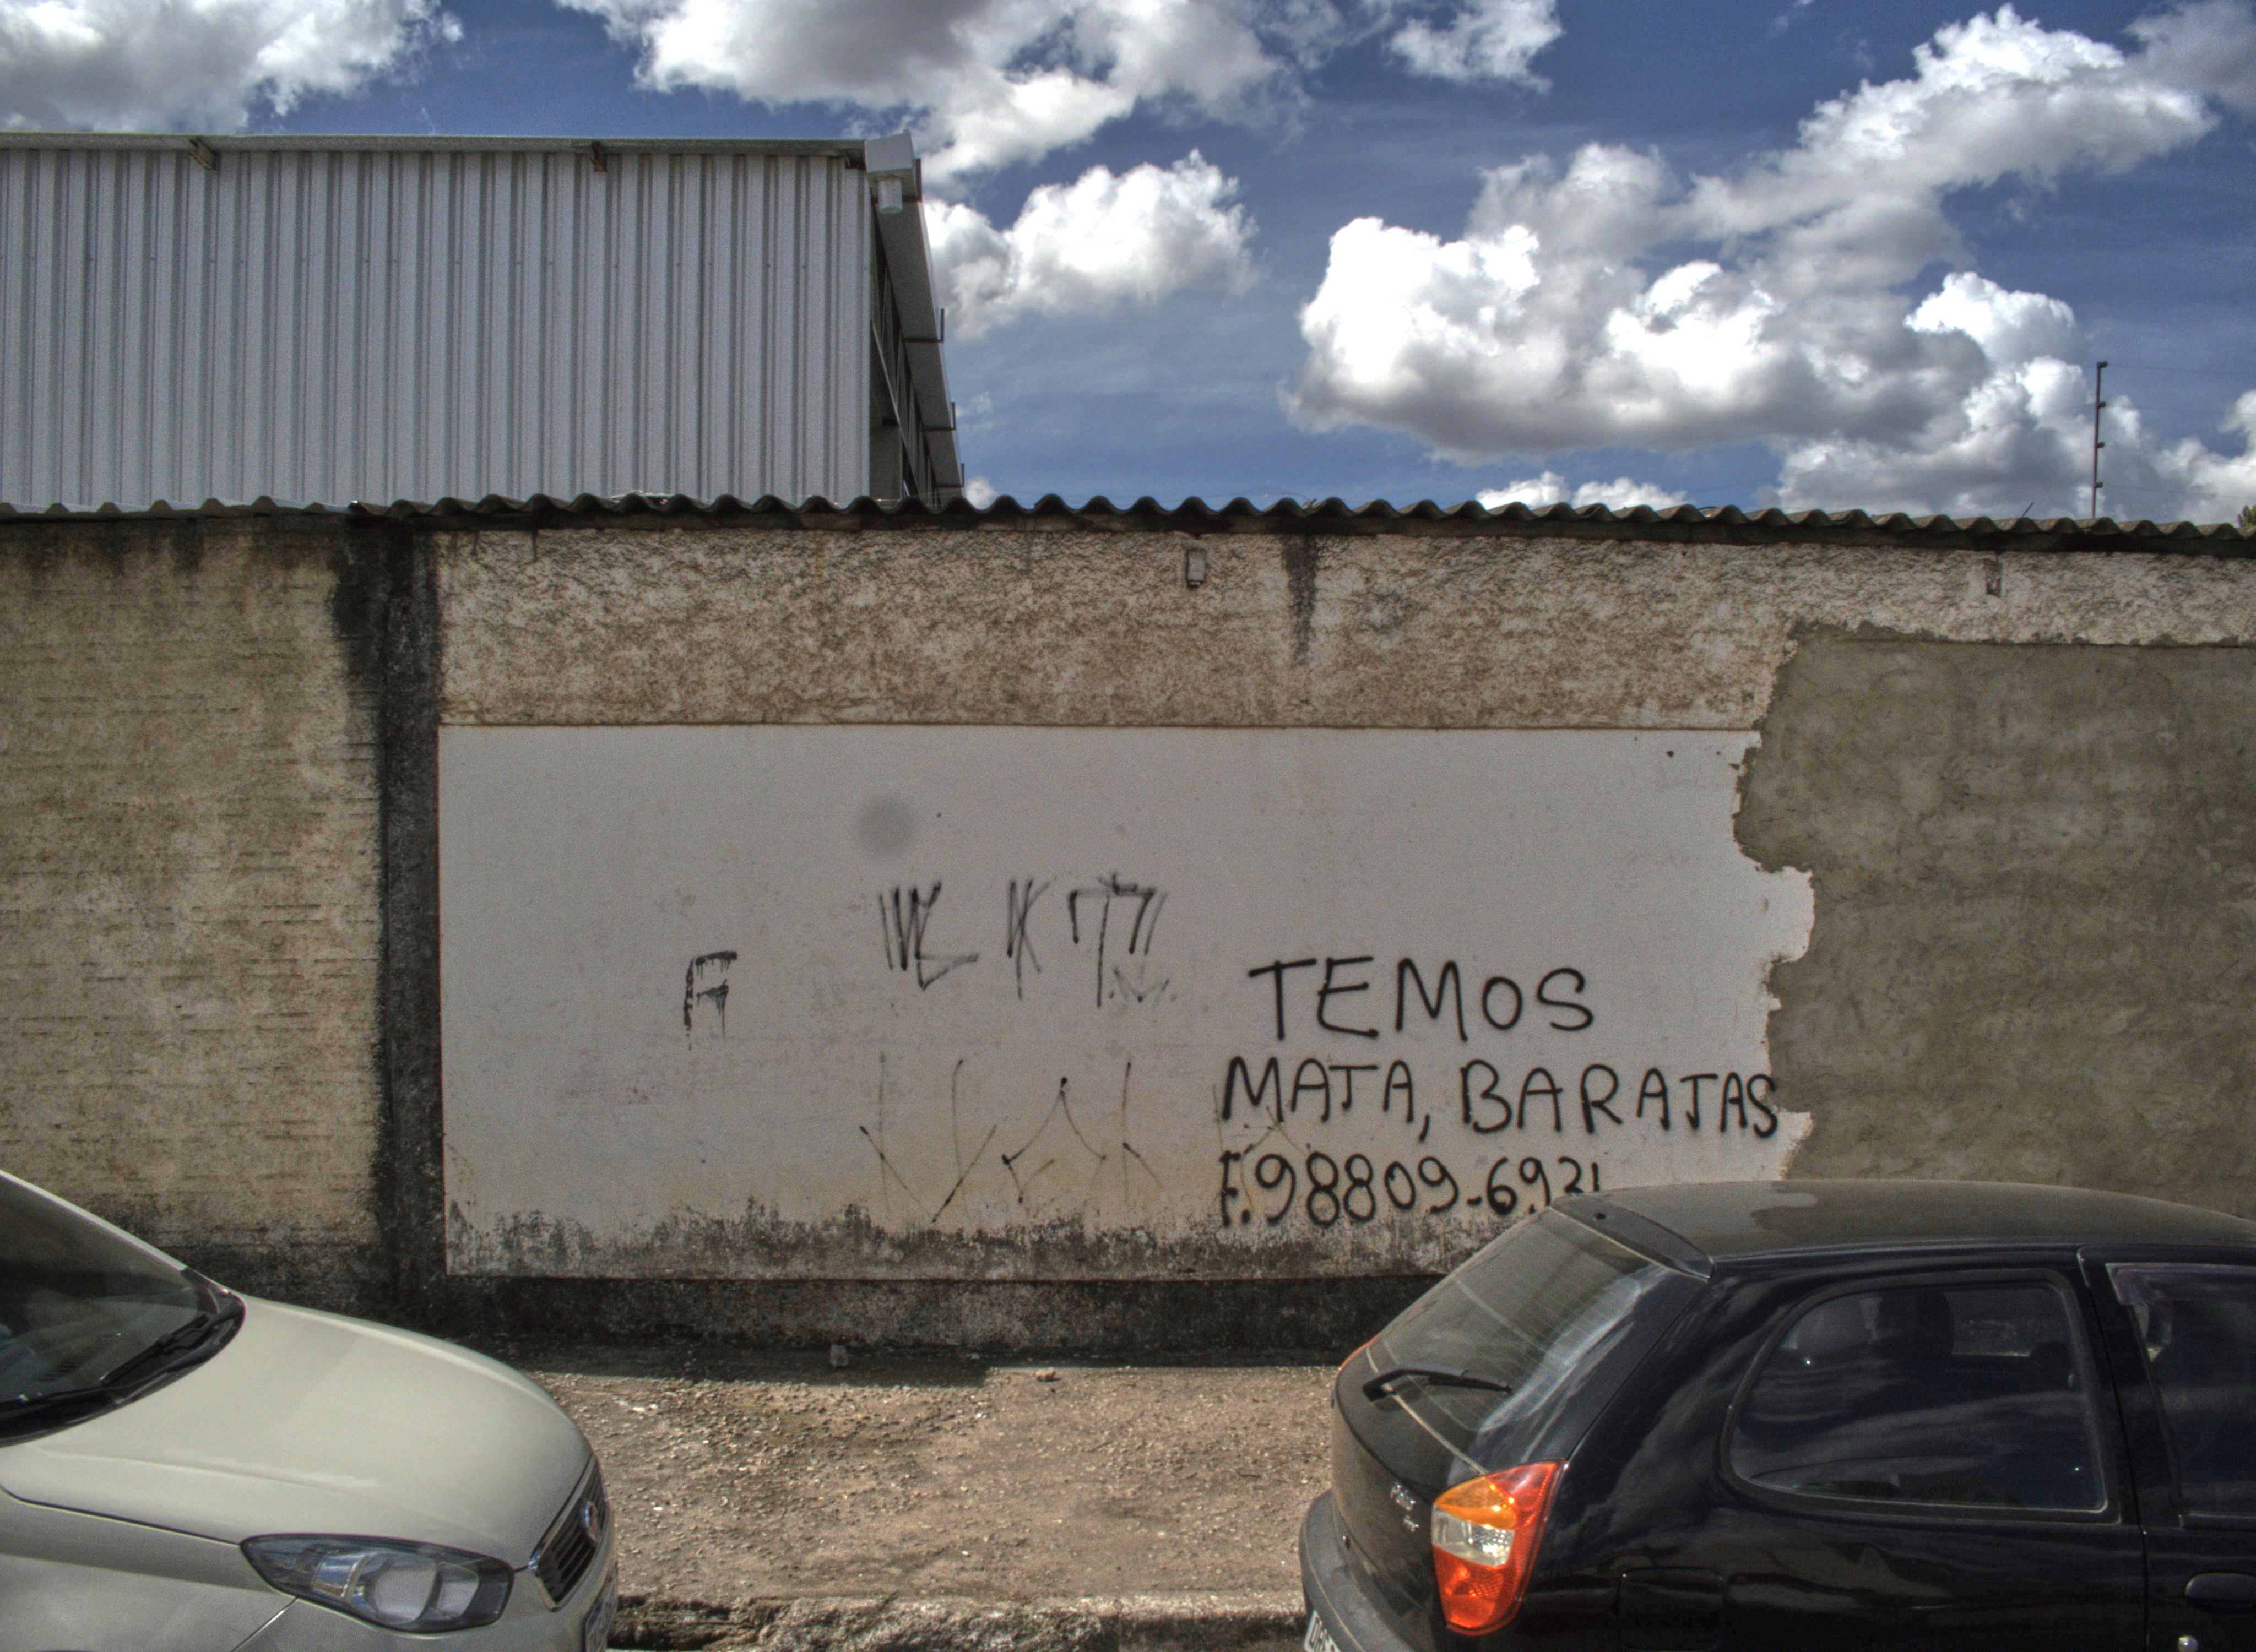 F
TEMOS
MATA, BARATAS
F.98809-6931